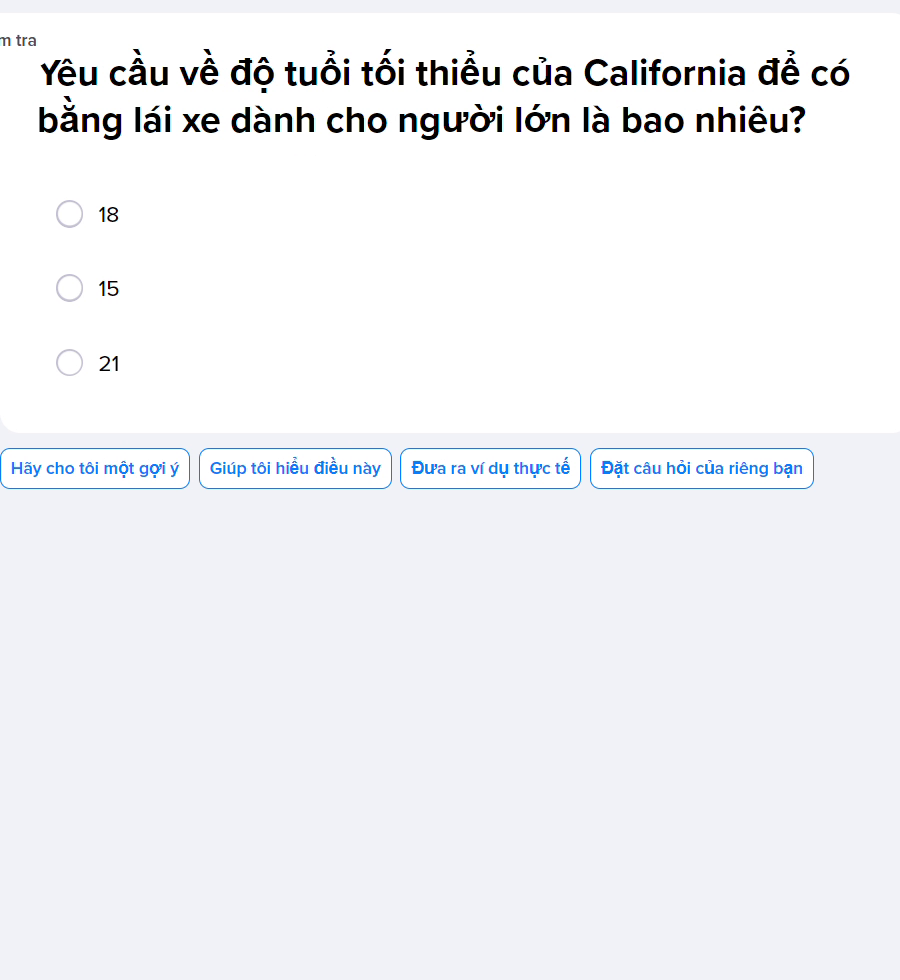 m tra
Yêu cầu về độ tuổi tối thiểu của California để có
bằng lái xe dành cho người lớn là bao nhiêu?
18
15
21
Hãy cho tôi một gợi ý
Giúp tôi hiểu điều này
Đưa ra ví dụ thực tế
Đặt câu hỏi của riêng bạn